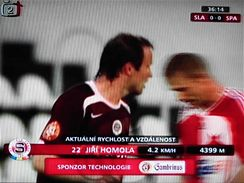 36:14
SLA 0:0 SPA
AKTUÁLNÍ RYCHLOST A VZDÁLENOST
22 JIŘÍ HOMOLA 4.2 KM/H 4399 M
SPONZOR TECHNOLOGIE Gambrinus